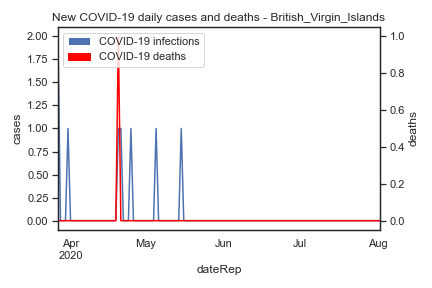 New COVID-19 daily cases and deaths - British_Virgin_Islands
COVID-19 infections
COVID-19 deaths
2.00
1.75
1.50
1.25
1.00
0.75
0.50
0.25
0.00
cases
1.0
0.8
0.6
0.4
0.2
0.0
deaths
Apr
2020
May
Jun
Jul
Aug
dateRep